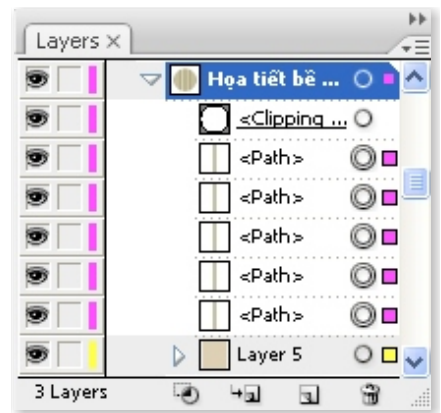 Layers ×
Họa tiết bề ...
<Clipping ...
<Path>
<Path>
<Path>
<Path>
<Path>
Layer 5
3 Layers